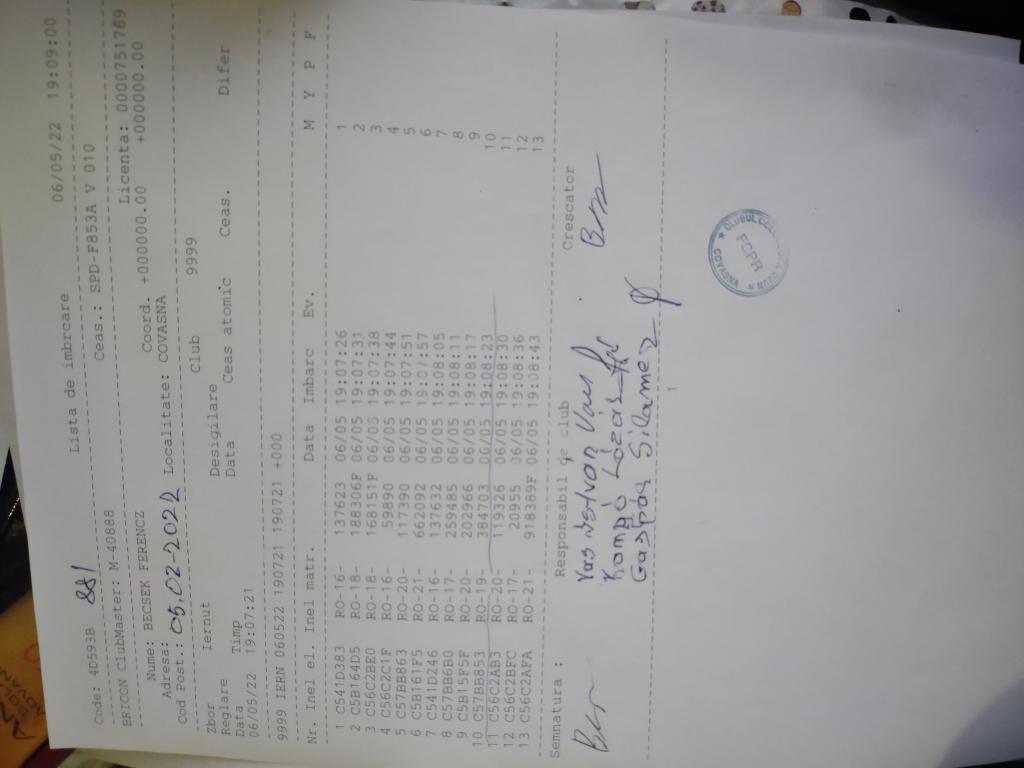 Lista de imbrcare 06/05/22 19:09:00
Code: 4D593B 881 Ceas.: SPD-F853A V 010
BRICON ClubMaster: M-40888 Licenta: 0000751769
Nume: BECSEK FERENCZ Coord. +000000.00 +000000.00
Adresa: Localitate: COVASNA
Cod Post.: 05.02-2022
Zbor Iernut Club 9999
Reglare Desigilare
Data Timp Data Ceas atomic Ceas. Difer
06/05/22 19:07:21
9999 IERN 060522 190721 190721 +000
Nr. Inel el. Inel matr. Data Imbarc Ev. M Y P F
1 C541D383 RO-16- 137623 06/05 19:07:26 1
2 C5B164D5 RO-18- 188306F 06/05 19:07:31 2
3 C56C2BE0 RO-18- 168151F 06/05 19:07:38 3
4 C56C2C1F RO-16- 59890 06/05 19:07:44 4
5 C57BB863 RO-20- 117390 06/05 19:07:51 5
6 C5B161F5 RO-21- 662092 06/05 19:07:57 6
7 C541D246 RO-16- 137632 06/05 19:08:05 7
8 C57BB6B0 RO-17- 259485 06/05 19:08:11 8
9 C5B15F5F RO-20- 202966 06/05 19:08:17 9
10 C57BB853 RO-19- 384703 06/05 19:08:23 10
11 C56C2AB3 RO-20- 119326 06/05 19:08:30 11
12 C56C2BFC RO-17- 20955 06/05 19:08:36 12
13 C56C2AFA RO-21- 918389F 06/05 19:08:43 13
Semnatura : Responsabil de club Crescator
Vas Istvan
Lázár
Gáspár Szilamér
1
COVASNA * CLUBUL
FCPR